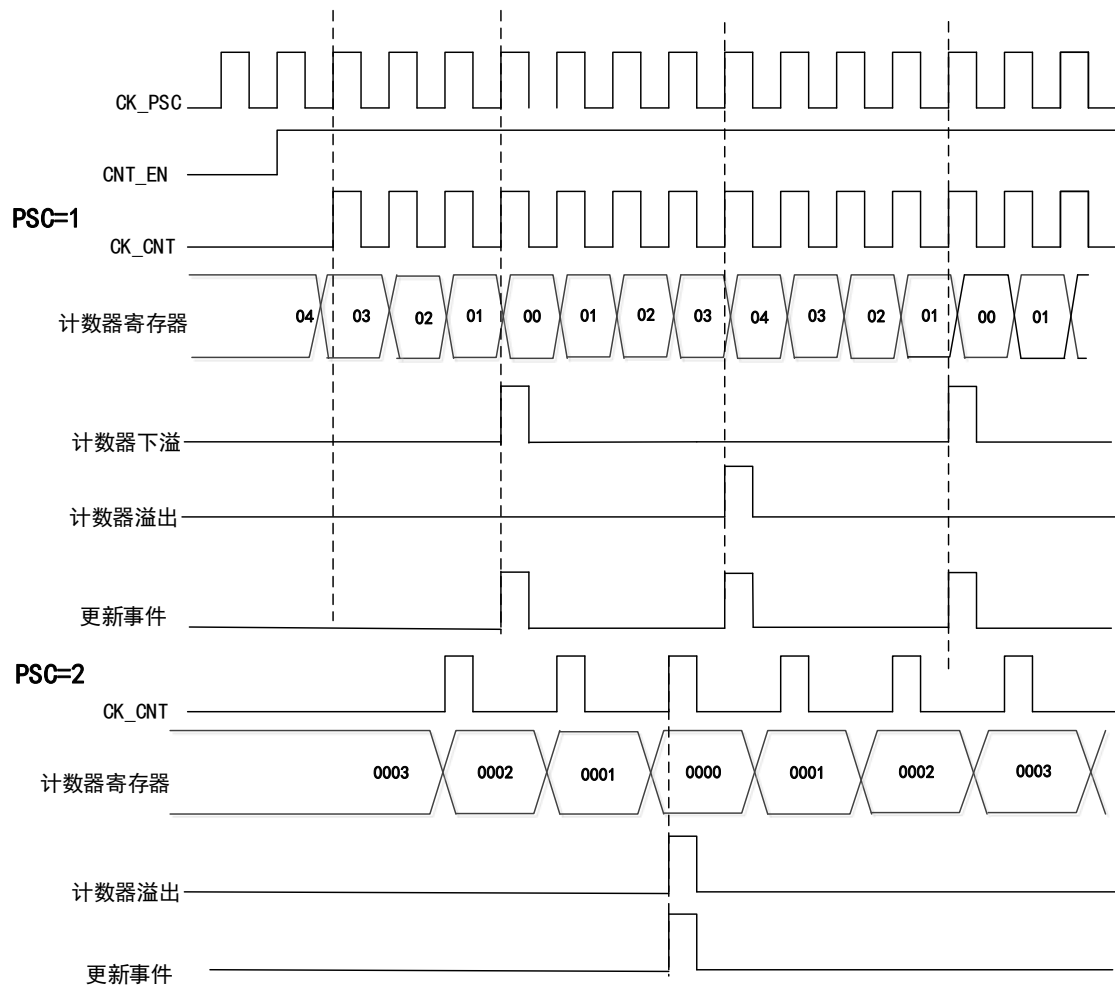 CK_PSC
CNT_EN
PSC=1
CK_CNT
计数器寄存器 04 03 02 01 00 01 02 03 04 03 02 01 00 01
计数器下溢
计数器溢出
更新事件
PSC=2
CK_CNT
计数器寄存器 0003 0002 0001 0000 0001 0002 0003
计数器溢出
更新事件